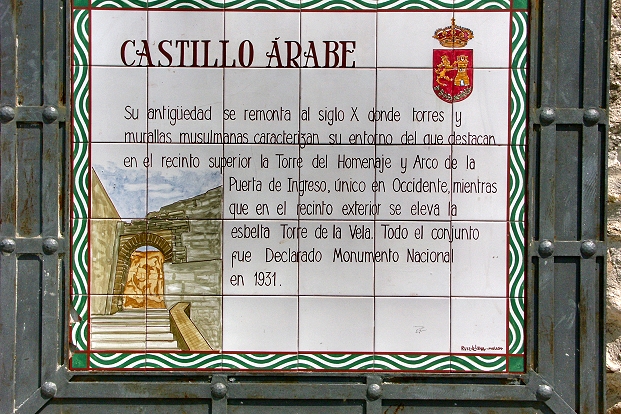 CASTILLO ÁRABE
Su antigüedad se remonta al siglo X donde torres y
murallas musulmanas caracterizan su entorno del que destacan
en el recinto superior la Torre del Homenaje y Arco de la
Puerta de Ingreso, único en Occidente, mientras
que en el recinto exterior se eleva la
esbelta Torre de la Vela. Todo el conjunto
fue Declarado Monumento Nacional
en 1931.